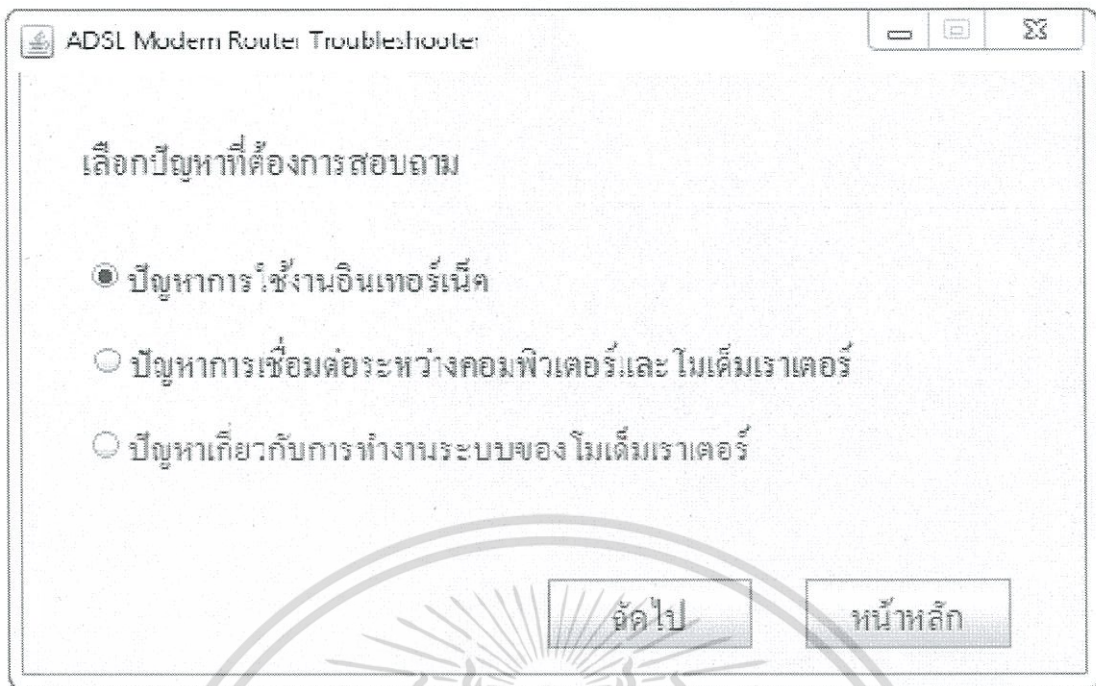 ADSL Modem Router Troubleshooter
เลือกปัญหาที่ต้องการสอบถาม
ปัญหาการใช้งานอินเทอร์เน็ต
ปัญหาการเชื่อมต่อระหว่างคอมพิวเตอร์และโมเด็มเราเตอร์
ปัญหาเกี่ยวกับการทำงานระบบของโมเด็มเราเตอร์
ถัดไป
หน้าหลัก